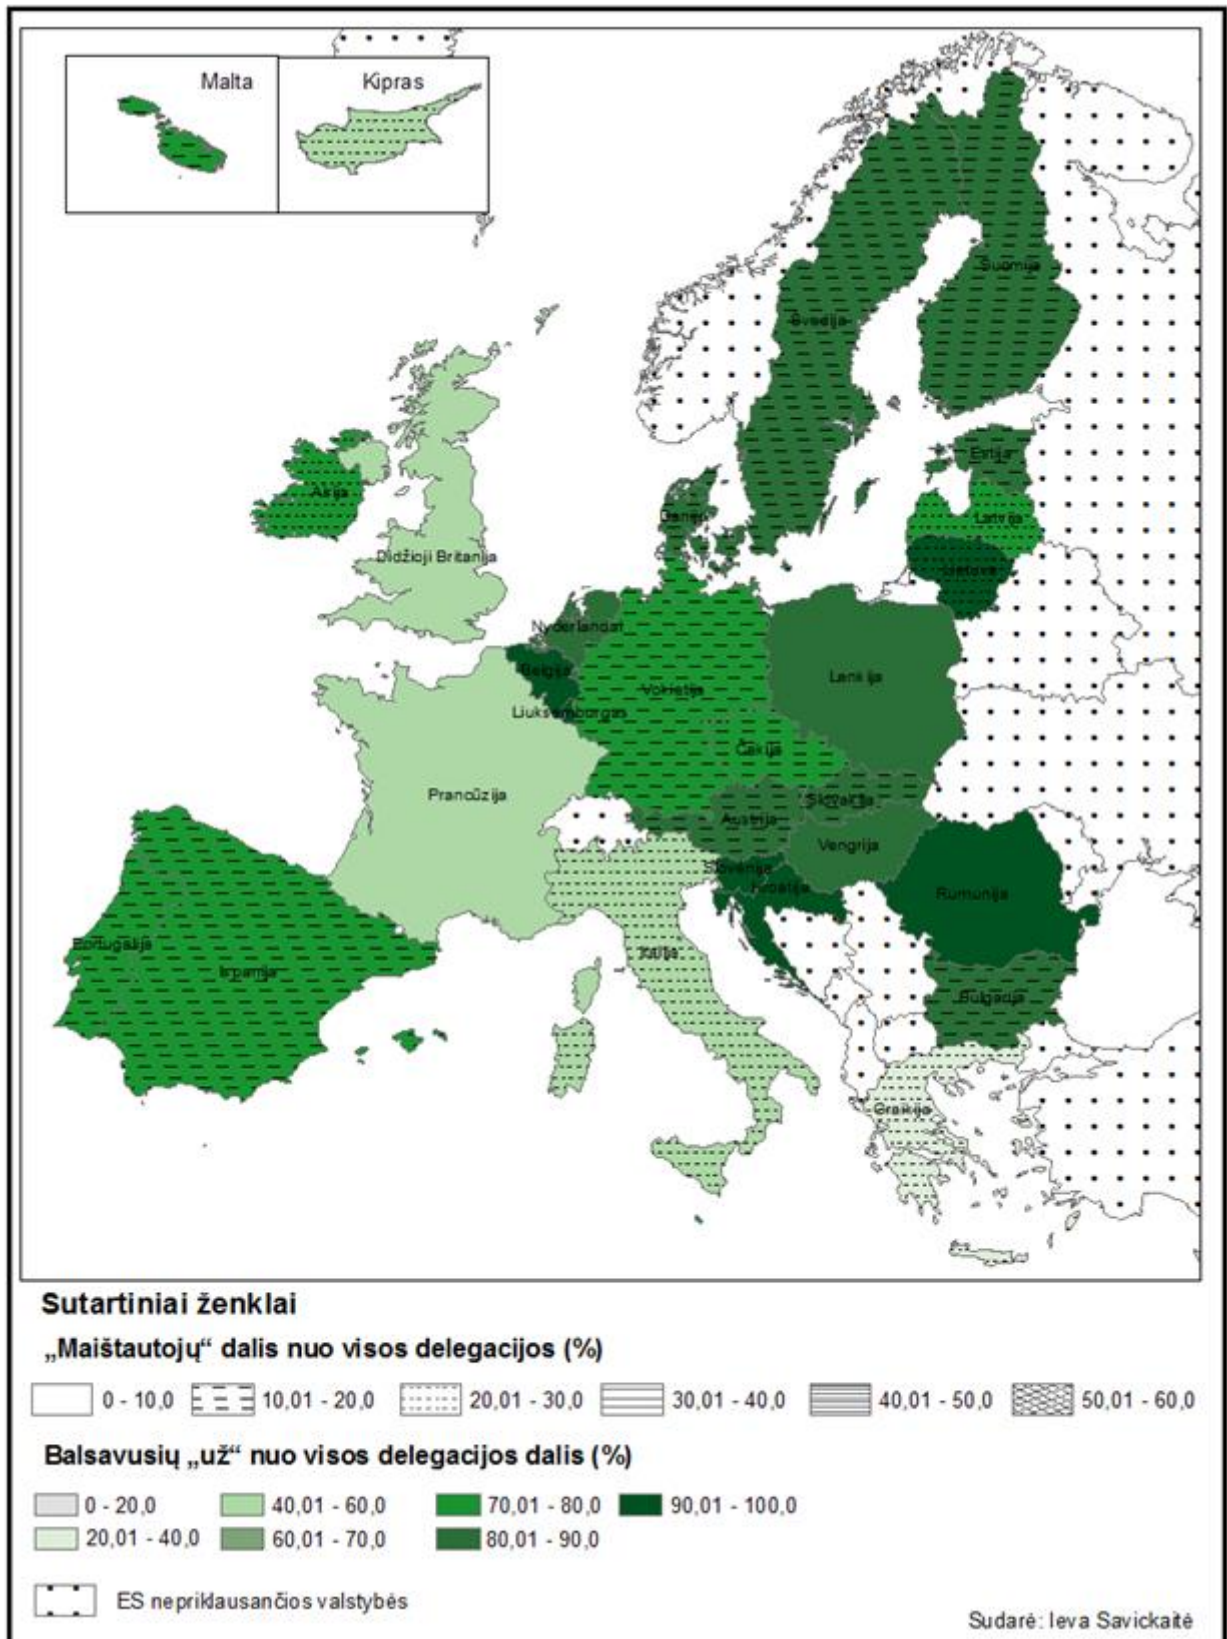 Malta
Kipras
Suomija
Švedija
Estija
Airija
Danija
Latvija
Didžioji Britanija
Lietuva
Nyderlandai
Belgija
Vokietija
Lenkija
Liuksemburgas
Čekija
Prancūzija
Slovakija
Austrija
Vengrija
Slovėnija
Kroatija
Rumunija
Portugalija
Ispanija
Italija
Bulgarija
Graikija
Sutartiniai ženklai
„Maištautojų“ dalis nuo visos delegacijos (%)
0 - 10,0 10,01 - 20,0 20,01 - 30,0 30,01 - 40,0 40,01 - 50,0 50,01 - 60,0
Balsavusių „už“ nuo visos delegacijos dalis (%)
0 - 20,0 40,01 - 60,0 70,01 - 80,0 90,01 - 100,0
20,01 - 40,0 60,01 - 70,0 80,01 - 90,0
ES nepriklausančios valstybės
Sudarė: Ieva Savickaitė